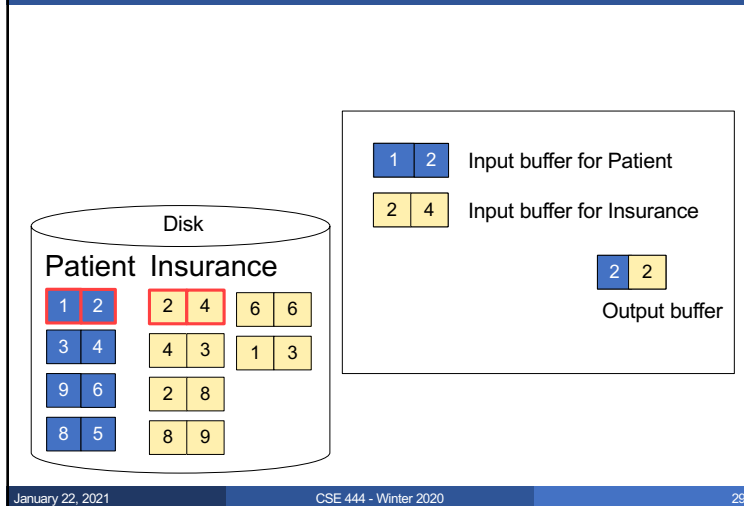 Disk
Patient Insurance
1 2 2 4 6 6
3 4 4 3 1 3
9 6 2 8
8 5 8 9
1 2 Input buffer for Patient
2 4 Input buffer for Insurance
2 2
Output buffer
January 22, 2021 CSE 444 - Winter 2020 29